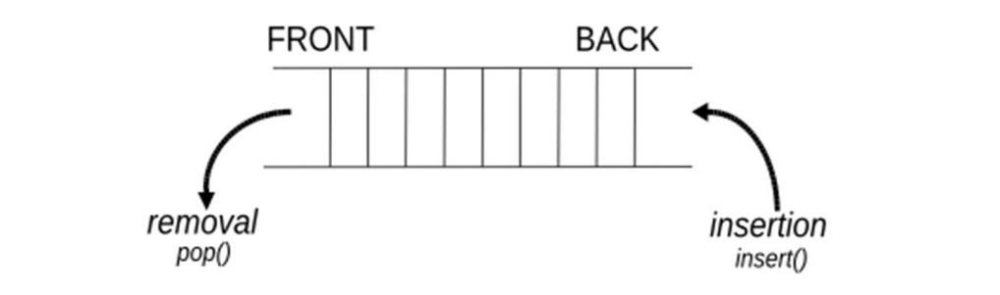 FRONT BACK
removal
pop()
insertion
insert()